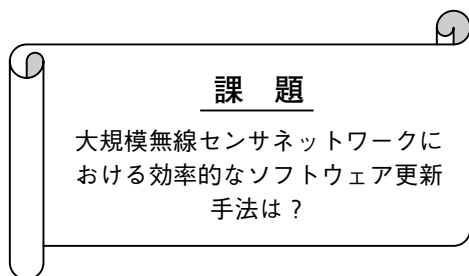 課 題
大規模無線センサネットワークに
おける効率的なソフトウェア更新
手法は?